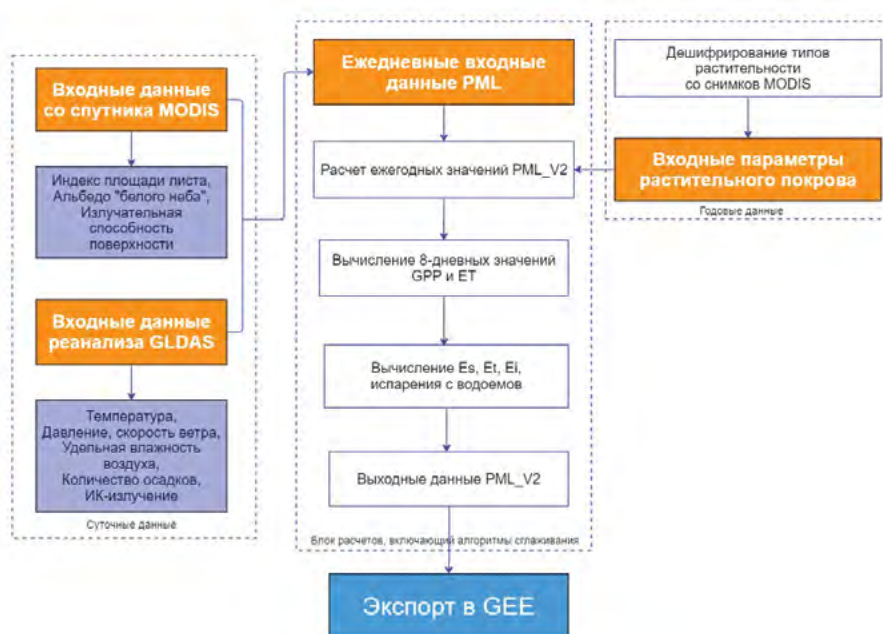 Входные данные
со спутника MODIS
Индекс площади листа,
Альбедо "белого неба",
Излучательная
способность
поверхности
Входные данные
реанализа GLDAS
Температура,
Давление, скорость ветра,
Удельная влажность
воздуха,
Количество осадков,
ИК-излучение
Суточные данные
Ежедневные входные
данные PML
Расчет ежегодных значений PML_V2
Вычисление 8-дневных значений
GPP и ET
Вычисление Es, Et, Ei,
испарения с водоемов
Выходные данные PML_V2
Блок расчетов, включающий алгоритмы сглаживания
Экспорт в GEE
Дешифрирование типов
растительности
со снимков MODIS
Входные параметры
растительного покрова
Годовые данные